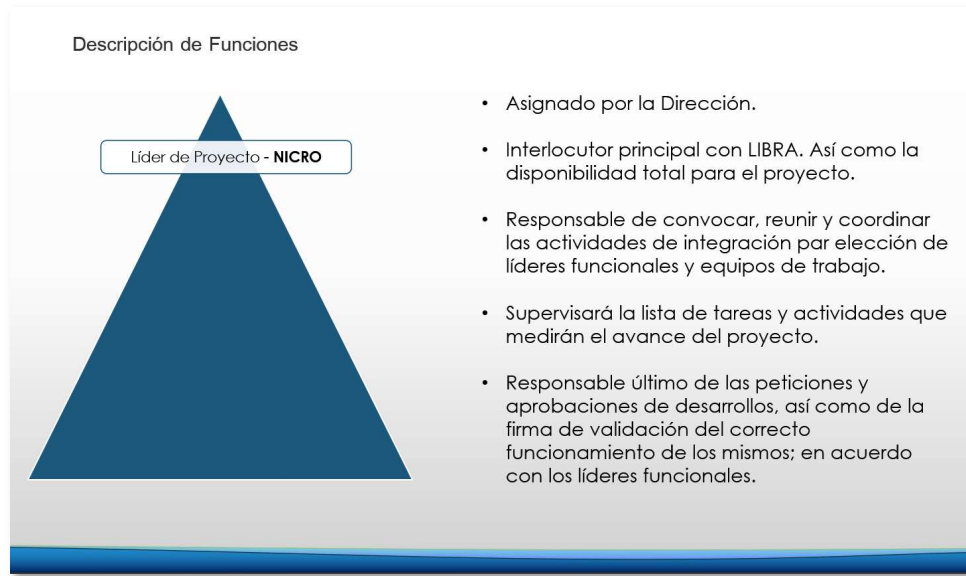 Descripción de Funciones
Líder de Proyecto - NICRO
• Asignado por la Dirección.
• Interlocutor principal con LIBRA. Así como la
disponibilidad total para el proyecto.
• Responsable de convocar, reunir y coordinar
las actividades de integración par elección de
líderes funcionales y equipos de trabajo.
• Supervisará la lista de tareas y actividades que
medirán el avance del proyecto.
• Responsable último de las peticiones y
aprobaciones de desarrollos, así como de la
firma de validación del correcto
funcionamiento de los mismos; en acuerdo
con los líderes funcionales.